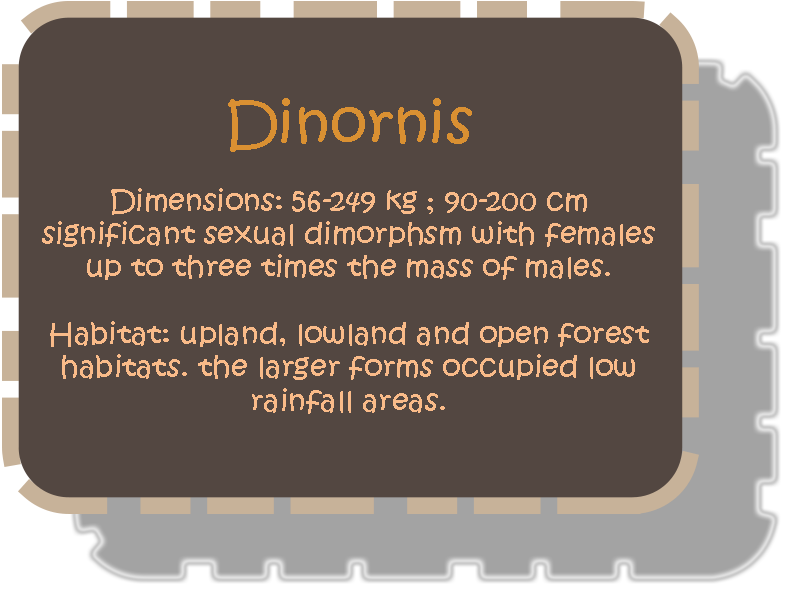 Dinornis
Dimensions: 56-249 kg ; 90-200 cm
significant sexual dimorphsm with females
up to three times the mass of males.
Habitat: upland, lowland and open forest
habitats. the larger forms occupied low
rainfall areas.